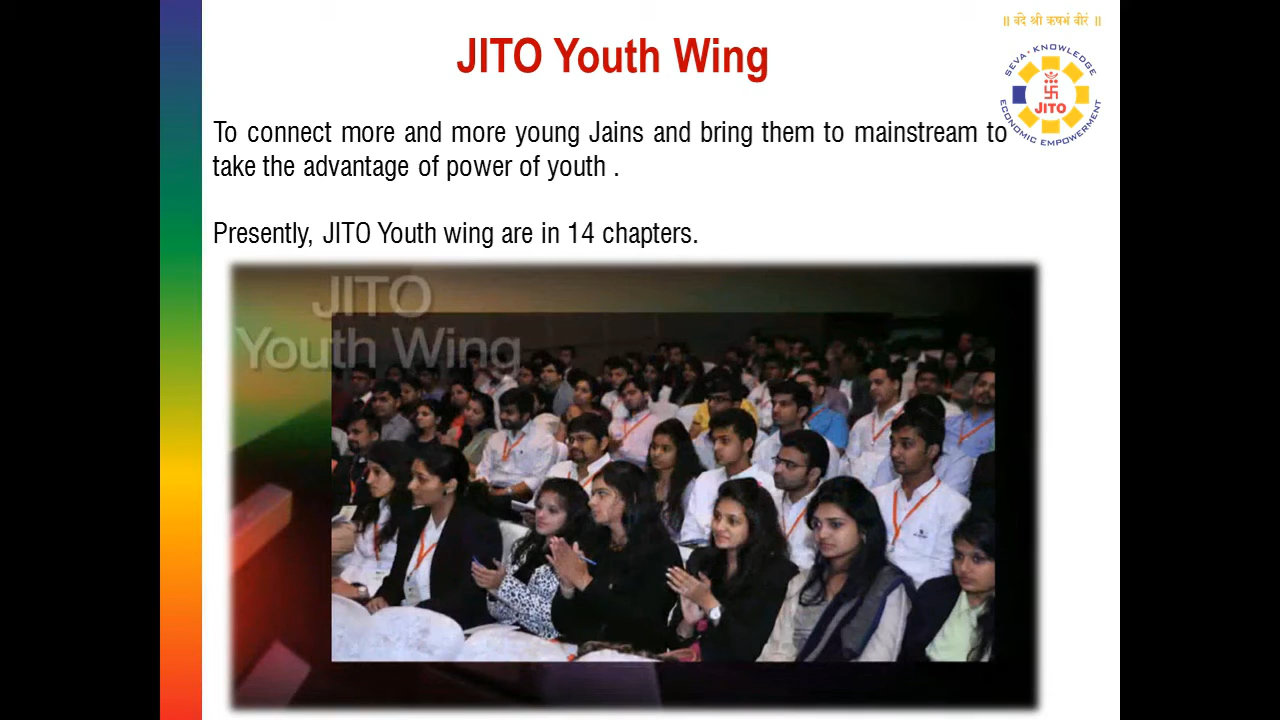 ॥ वंदे श्री ऋषभं वीरं ॥
JITO Youth Wing
SEVA - KNOWLEDGE
JITO
ECONOMIC EMPOWERMENT
To connect more and more young Jains and bring them to mainstream to
take the advantage of power of youth .
Presently, JITO Youth wing are in 14 chapters.
JITO
Youth Wing